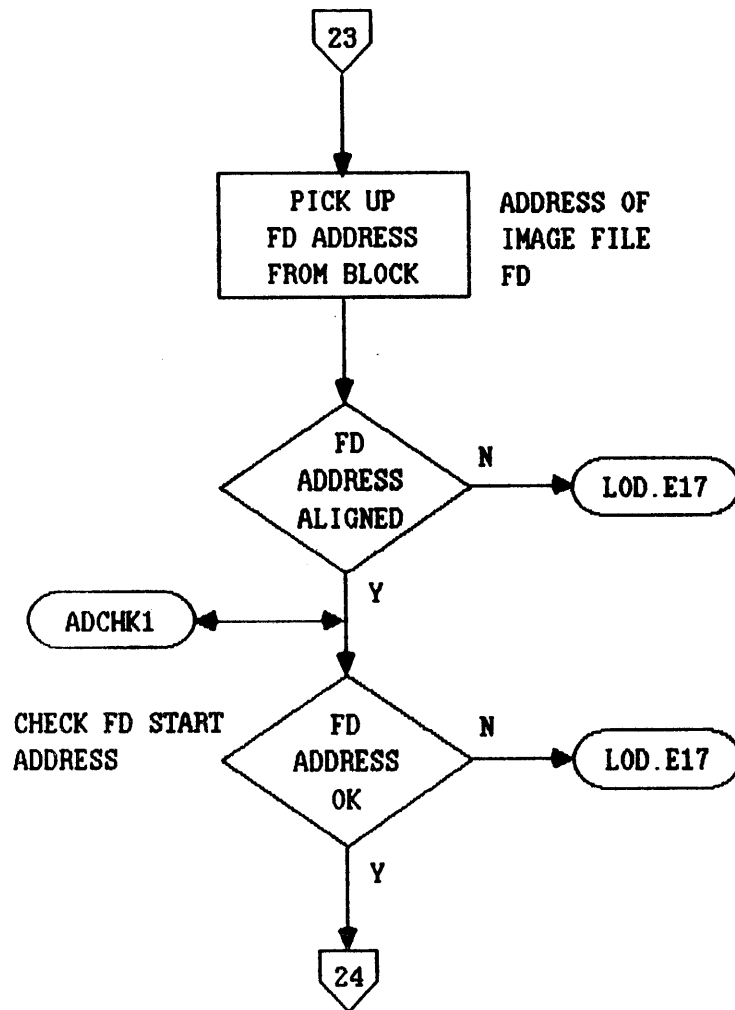 23
PICK UP
FD ADDRESS
FROM BLOCK
ADDRESS OF
IMAGE FILE
FD
FD
ADDRESS
ALIGNED
N
LOD.E17
Y
ADCHK1
CHECK FD START
ADDRESS
FD
ADDRESS
OK
N
LOD.E17
Y
24